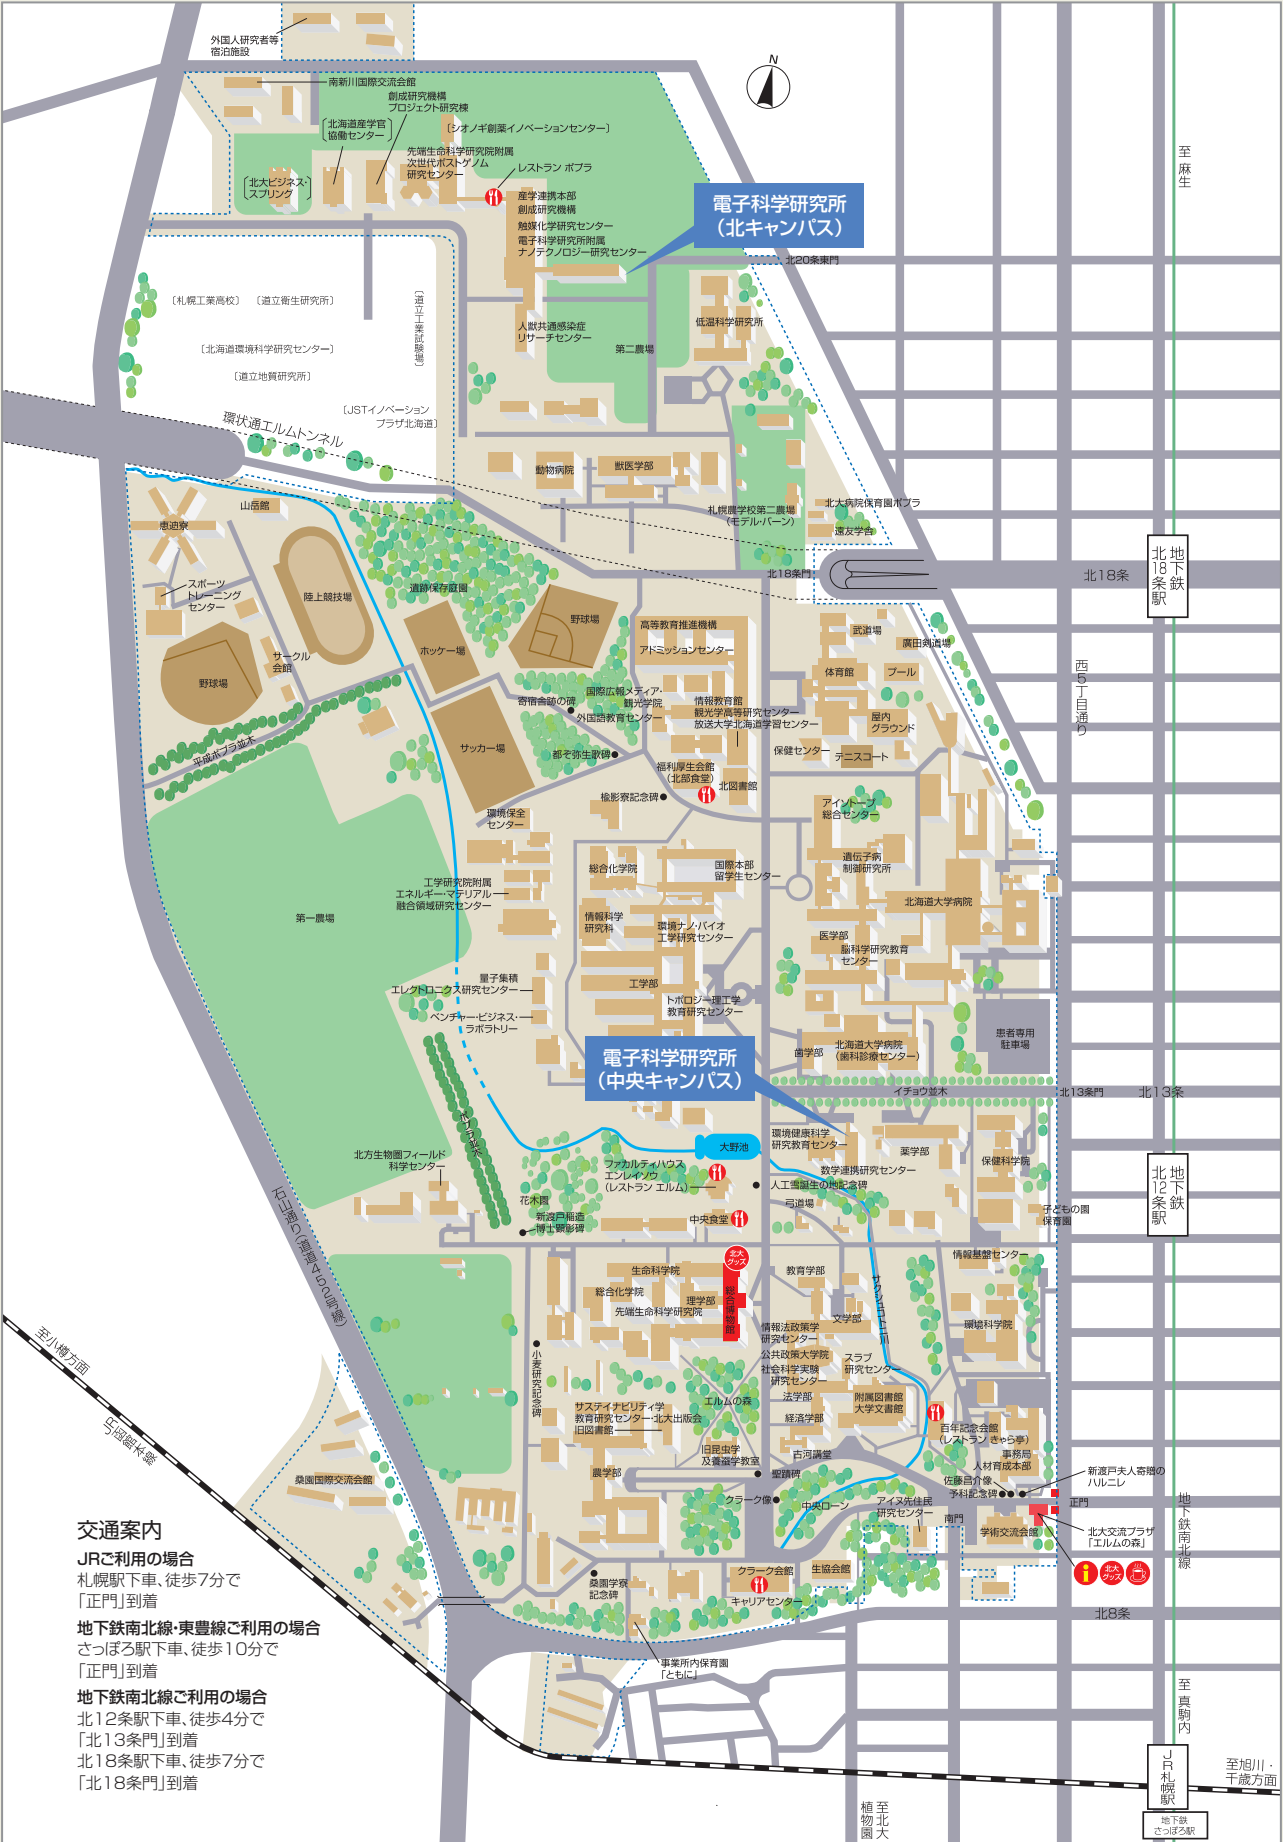 外国人研究者等
宿泊施設
N
南新川国際交流会館
創成研究機構
プロジェクト研究棟
〔北海道産学官
協働センター〕
〔シオノギ創薬イノベーションセンター〕
先端生命科学研究院附属
次世代ポストゲノム
研究センター
レストラン ポプラ
〔北大ビジネス・
スプリング〕
産学連携本部
創成研究機構
触媒化学研究センター
電子科学研究所附属
ナノテクノロジー研究センター
電子科学研究所
（北キャンパス）
至 麻生
北20条東門
〔札幌工業高校〕
〔道立衛生研究所〕
〔道立工業試験場〕
〔北海道環境科学研究センター〕
〔道立地質研究所〕
〔JSTイノベーション
プラザ北海道〕
人獣共通感染症
リサーチセンター
第二農場
低温科学研究所
環状通エルムトンネル
動物病院
獣医学部
札幌農学校第二農場
（モデル・バーン）
北大病院保育園ポプラ
遠友学舎
恵迪寮
山岳館
北18条門
北18条
地下鉄
北18条駅
スポーツ
トレーニング
センター
陸上競技場
遺跡保存庭園
ホッケー場
野球場
高等教育推進機構
アドミッションセンター
武道場
廣田剣道場
体育館
プール
サークル
会館
野球場
西5丁目通り
国際広報メディア・
観光学院
寄宿舎跡の碑
外国語教育センター
情報教育館
観光学高等研究センター
放送大学北海道学習センター
屋内
グラウンド
サッカー場
都ぞ弥生歌碑
保健センター
テニスコート
平成ポプラ並木
福利厚生会館
（北部食堂）
北図書館
楡影寮記念碑
環境保全
センター
アイソトープ
総合センター
総合化学院
国際本部
留学生センター
遺伝子病
制御研究所
工学研究院附属
エネルギー・マテリアル
融合領域研究センター
北海道大学病院
第一農場
情報科学
研究科
環境ナノ・バイオ
工学研究センター
医学部
脳科学研究教育
センター
量子集積
エレクトロニクス研究センター
工学部
トポロジー理工学
教育研究センター
ベンチャー・ビジネス・
ラボラトリー
患者専用
駐車場
電子科学研究所
（中央キャンパス）
歯学部
北海道大学病院
（歯科診療センター）
イチョウ並木
北13条門
北13条
ポプラ並木
大野池
環境健康科学
研究教育センター
薬学部
保健科学院
地下鉄
北12条駅
北方生物圏フィールド
科学センター
ファカルティハウス
エンレイソウ
（レストラン エルム）
数学連携研究センター
人工雪誕生の地記念碑
弓道場
花木園
新渡戸稲造
博士顕彰碑
中央食堂
子どもの園
保育園
石山通り（道道452号線）
北大
グッズ
情報基盤センター
生命科学院
教育学部
サクシュコトニ川
総合化学院
理学部
総合博物館
先端生命科学研究院
文学部
環境科学院
情報法政策学
研究センター
公共政策大学院
社会科学実験
研究センター
スラブ
研究センター
小麦研究記念碑
エルムの森
法学部
附属図書館
大学文書館
サステイナビリティ学
教育研究センター・北大出版会
旧図書館
経済学部
百年記念会館
（レストラン きゃら亭）
至小樽方面
JR函館本線
旧昆虫学
及養蚕学教室
古河講堂
事務局
人材育成本部
農学部
聖蹟碑
佐藤昌介像
予科記念碑
新渡戸夫人寄贈の
ハルニレ
桑園国際交流会館
クラーク像
中央ローン
アイヌ先住民
研究センター
南門
正門
学術交流会館
北大交流プラザ
「エルムの森」
地下鉄南北線
i
北大
グッズ
交通案内
JRご利用の場合
札幌駅下車、徒歩7分で
「正門」到着
地下鉄南北線・東豊線ご利用の場合
さっぽろ駅下車、徒歩10分で
「正門」到着
地下鉄南北線ご利用の場合
北12条駅下車、徒歩4分で
「北13条門」到着
北18条駅下車、徒歩7分で
「北18条門」到着
クラーク会館
キャリアセンター
生協会館
桑園学寮
記念碑
北8条
事業所内保育園
「ともに」
至 真駒内
JR札幌駅
至旭川・
千歳方面
地下鉄
さっぽろ駅
至北大
植物園